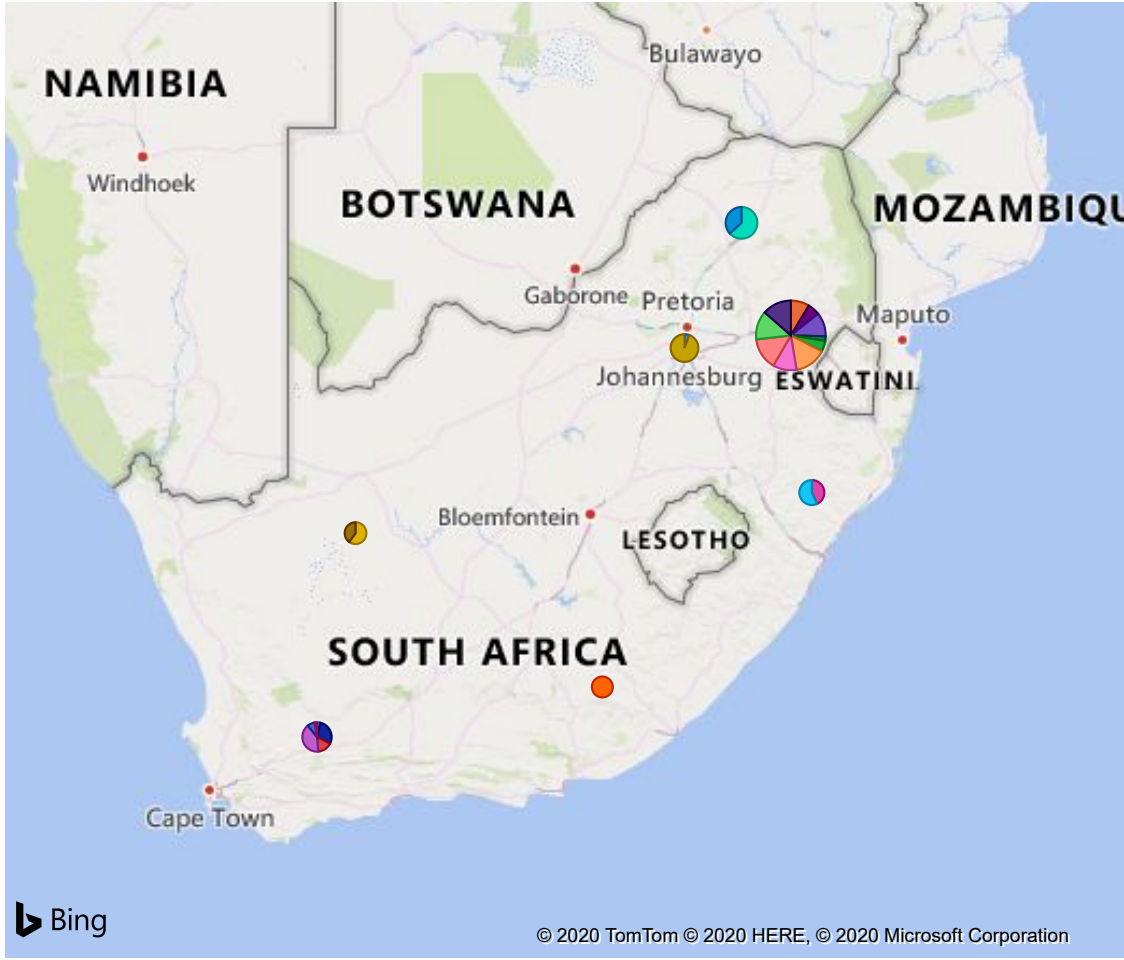 Bulawayo
NAMIBIA
Windhoek
BOTSWANA
MOZAMBIQU
Gaborone
Pretoria
Maputo
Johannesburg
ESWATINI
Bloemfontein
LESOTHO
SOUTH AFRICA
Cape Town
Bing
© 2020 TomTom © 2020 HERE, © 2020 Microsoft Corporation